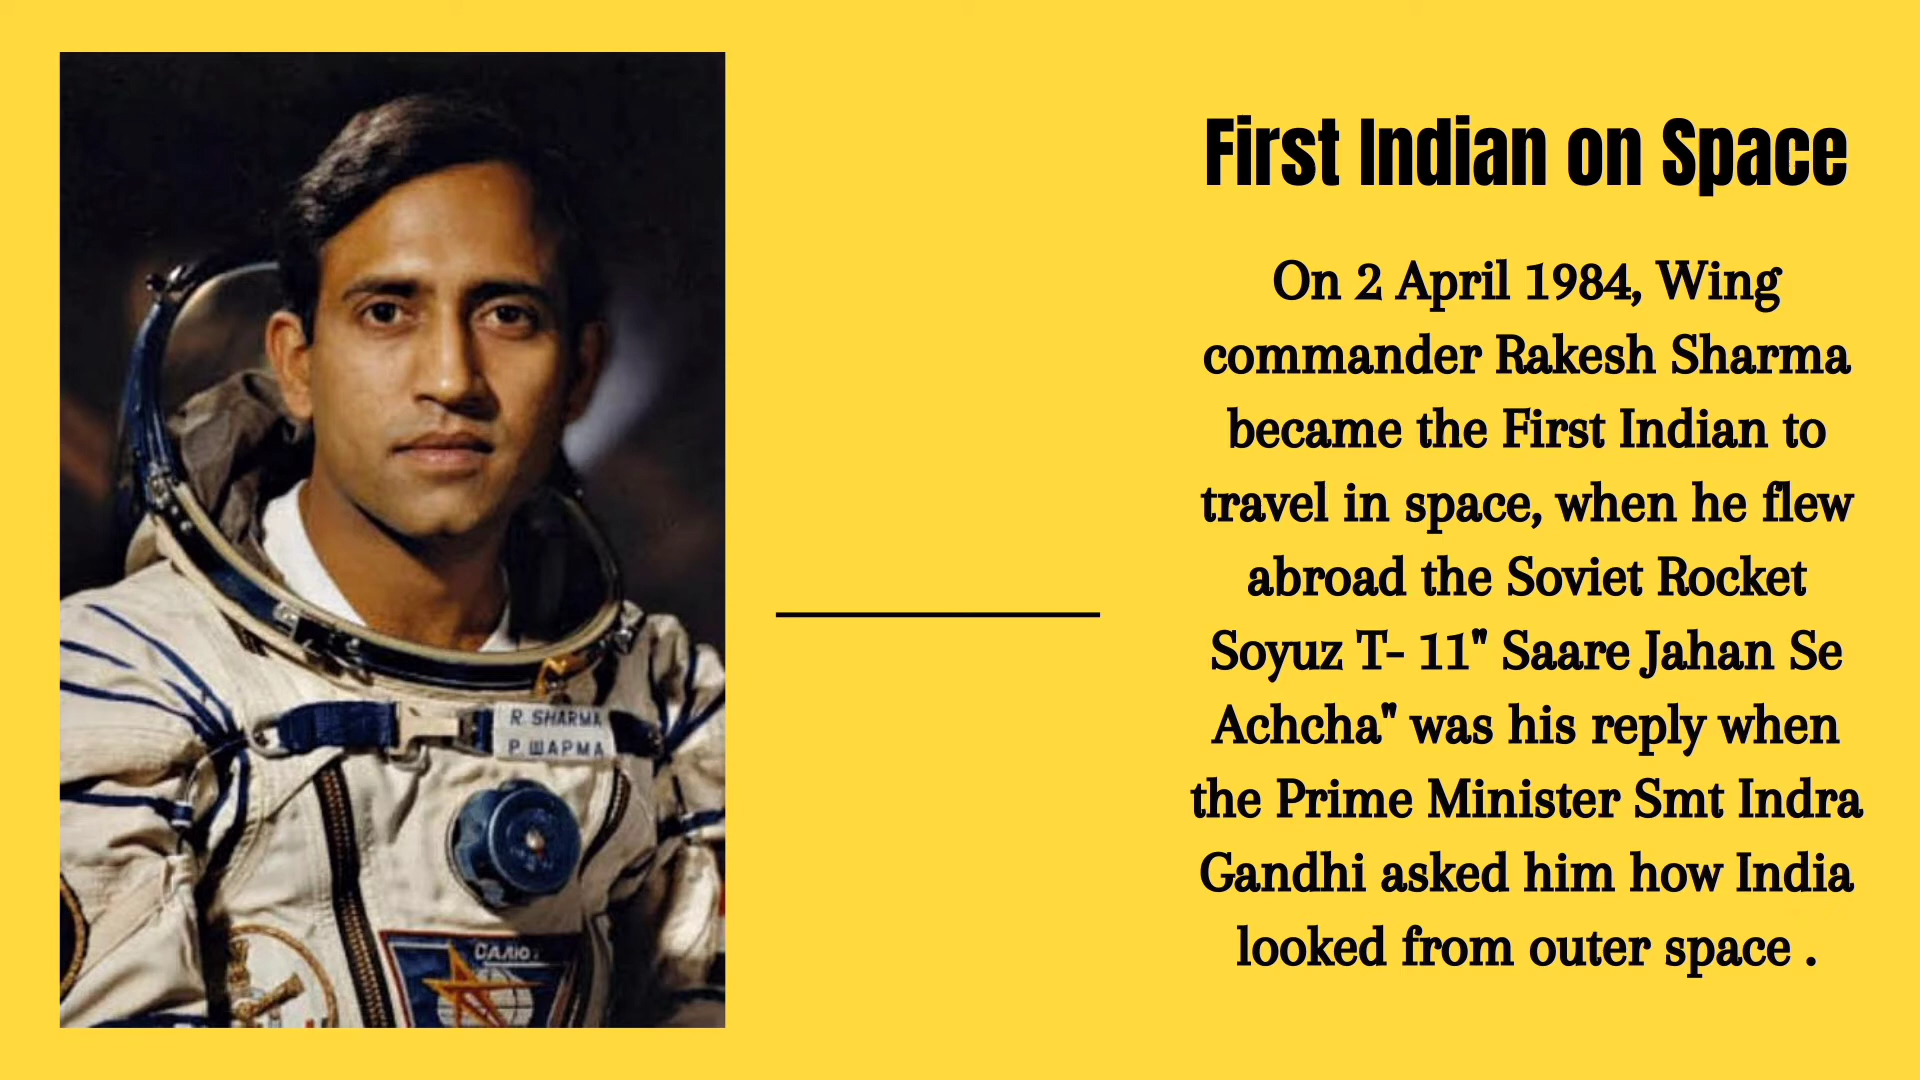 First Indian on Space
On 2 April 1984, Wing
commander Rakesh Sharma
became the First Indian to
travel in space, when he flew
abroad the Soviet Rocket
Soyuz T- 11" Saare Jahan Se
Achcha" was his reply when
the Prime Minister Smt Indra
Gandhi asked him how India
looked from outer space .
R. SHARMA
Р. ШАРМА